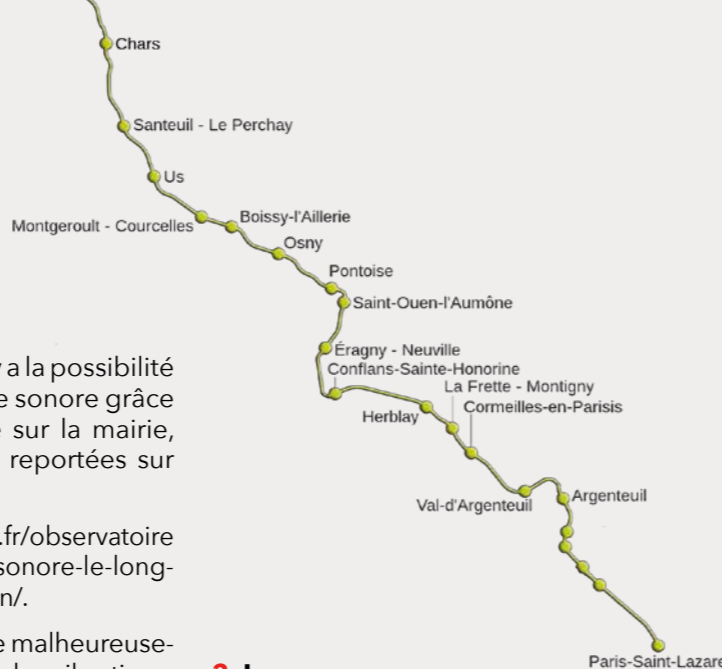 Chars
Santeuil - Le Perchay
Us
Montgeroult - Courcelles
Boissy-l'Aillerie
Osny
Pontoise
Saint-Ouen-l'Aumône
Éragny - Neuville
Conflans-Sainte-Honorine
La Frette - Montigny
Herblay
Cormeilles-en-Parisis
Val-d'Argenteuil
Argenteuil
Paris-Saint-Lazare
a la possibilité
e sonore grâce
sur la mairie,
reportées sur
.fr/observatoire
sonore-le-long-
n/.
e malheureuse-